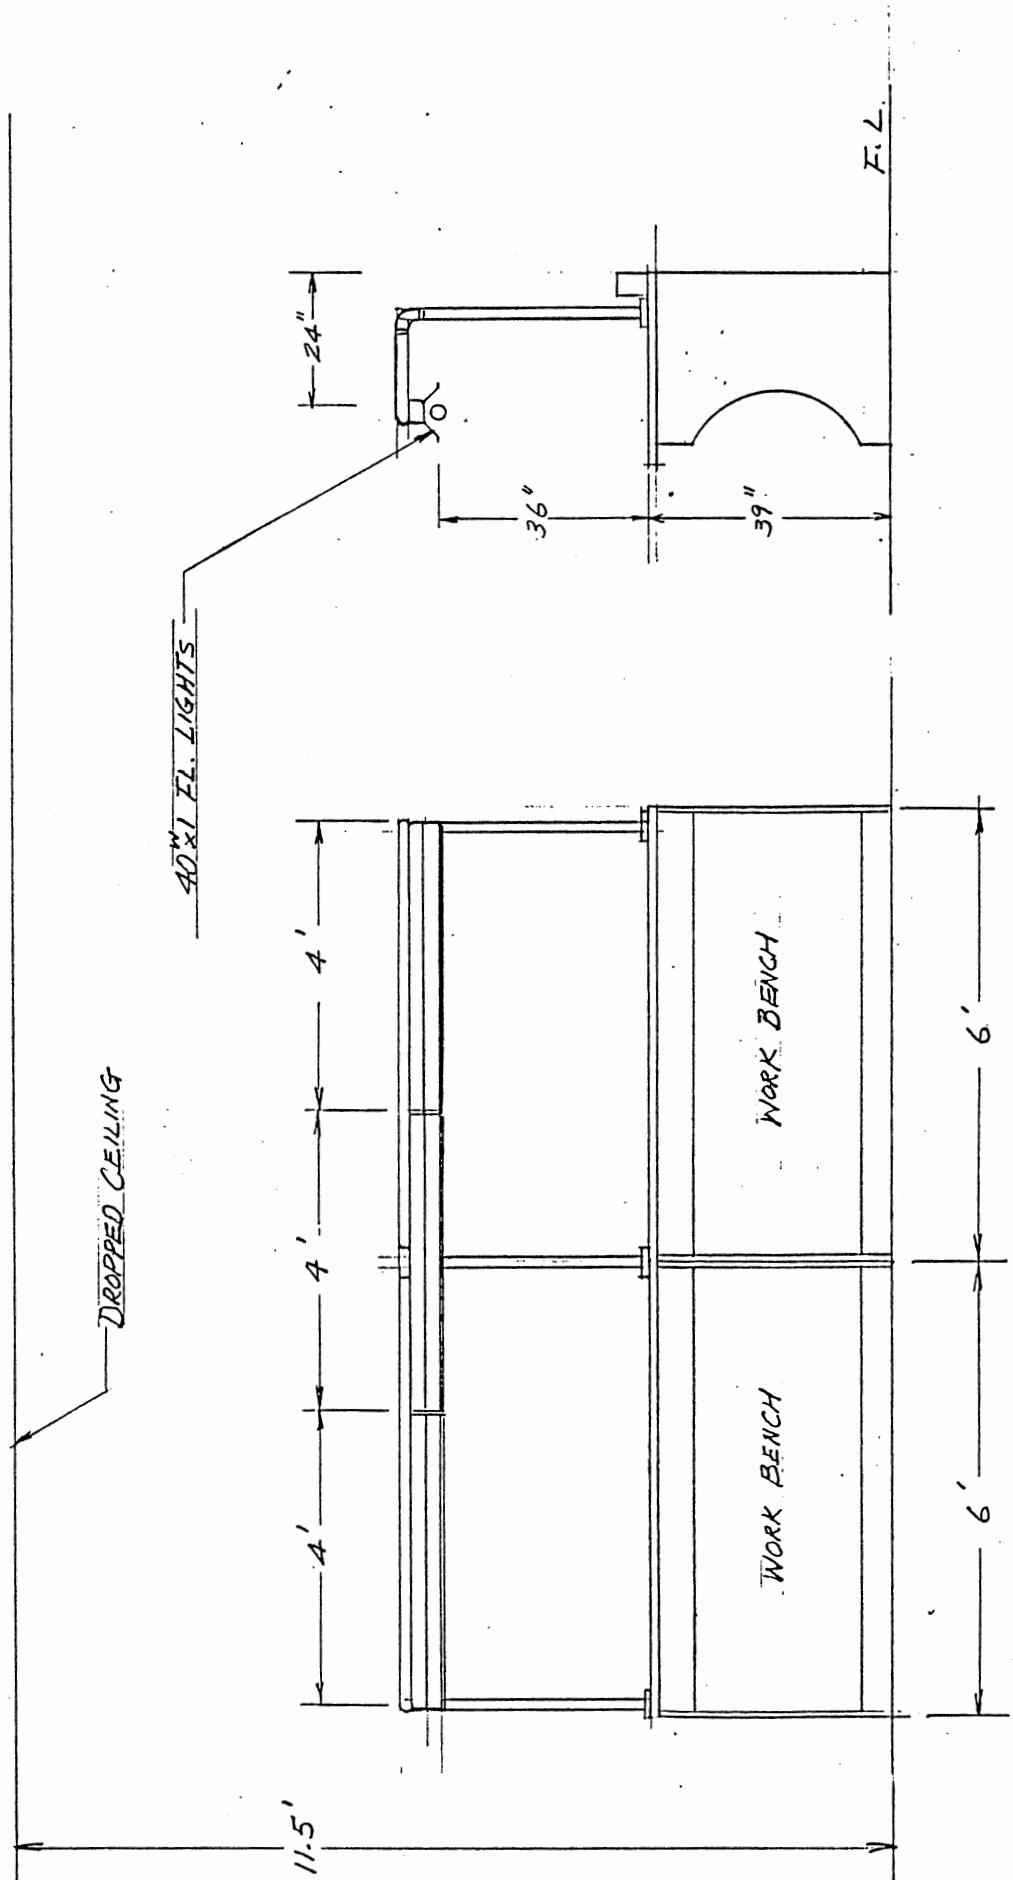 DROPPED CEILING
40W x 1 FL. LIGHTS
24"
4'
4'
4'
36"
39"
11.5'
WORK BENCH
WORK BENCH
F.L.
6'
6'